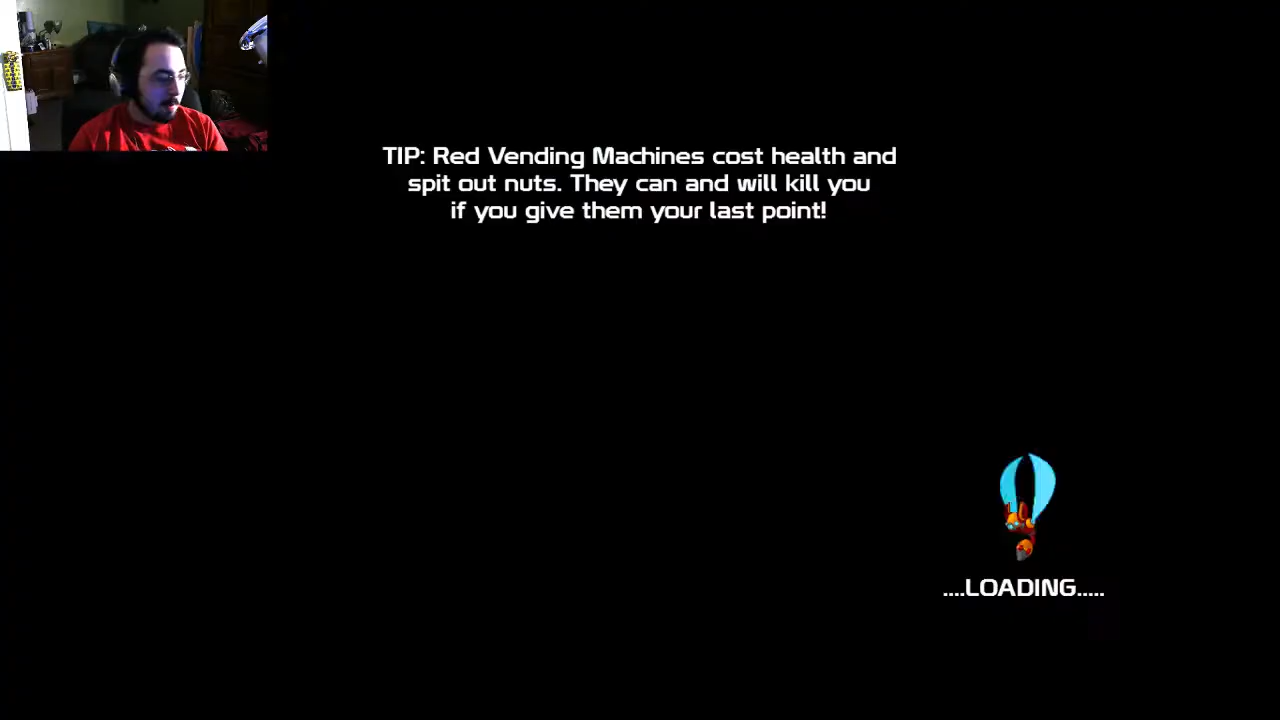 TIP: Red Vending Machines cost health and
spit out nuts. They can and will kill you
if you give them your last point!
....LOADING.....